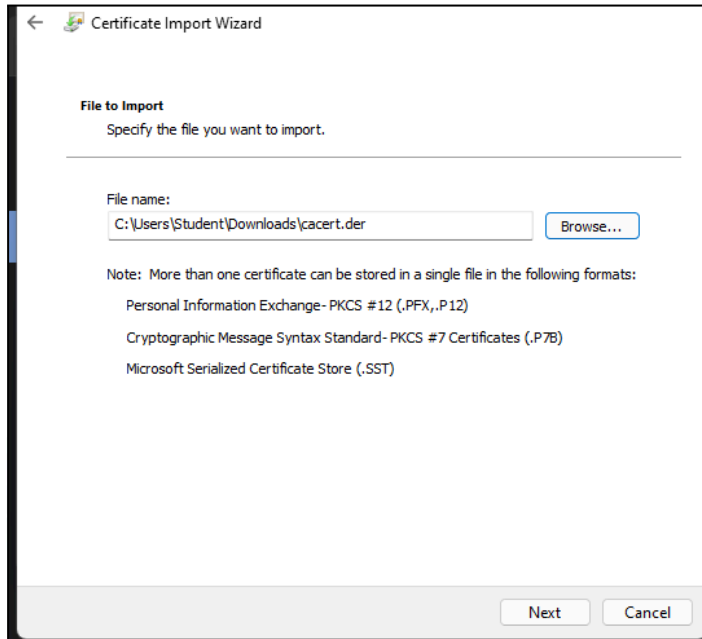 Certificate Import Wizard
File to Import
Specify the file you want to import.
File name:
C:\Users\Student\Downloads\cacert.der
Browse...
Note:  More than one certificate can be stored in a single file in the following formats:
Personal Information Exchange- PKCS #12 (.PFX,.P12)
Cryptographic Message Syntax Standard- PKCS #7 Certificates (.P7B)
Microsoft Serialized Certificate Store (.SST)
Next
Cancel